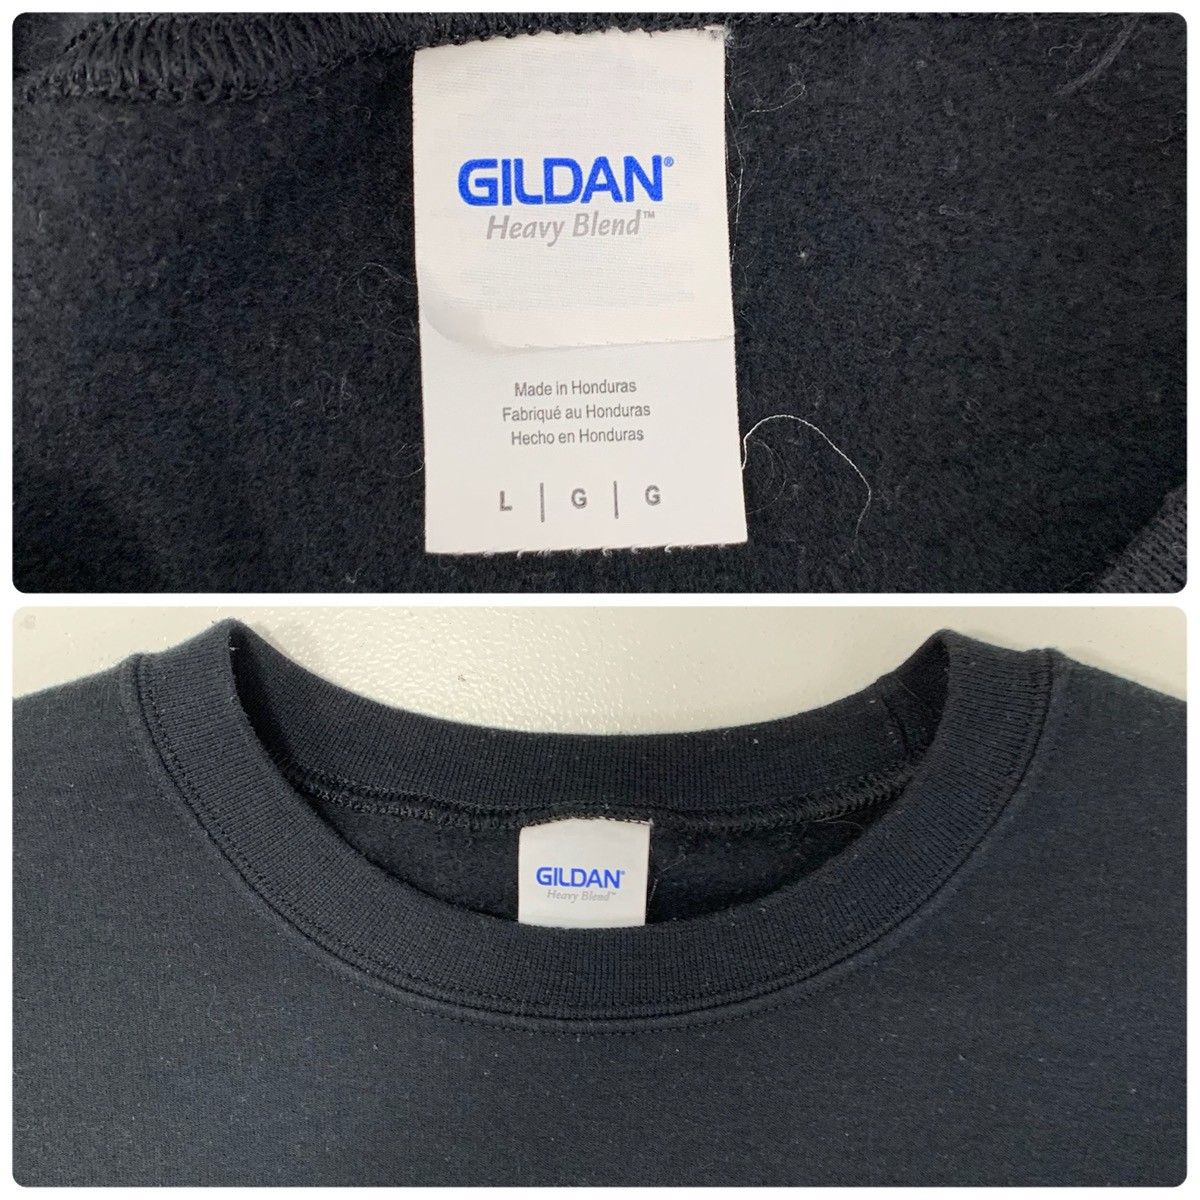 GILDAN®
Heavy Blend™
Made in Honduras
Fabriqué au Honduras
Hecho en Honduras
L | G | G
GILDAN®
Heavy Blend™